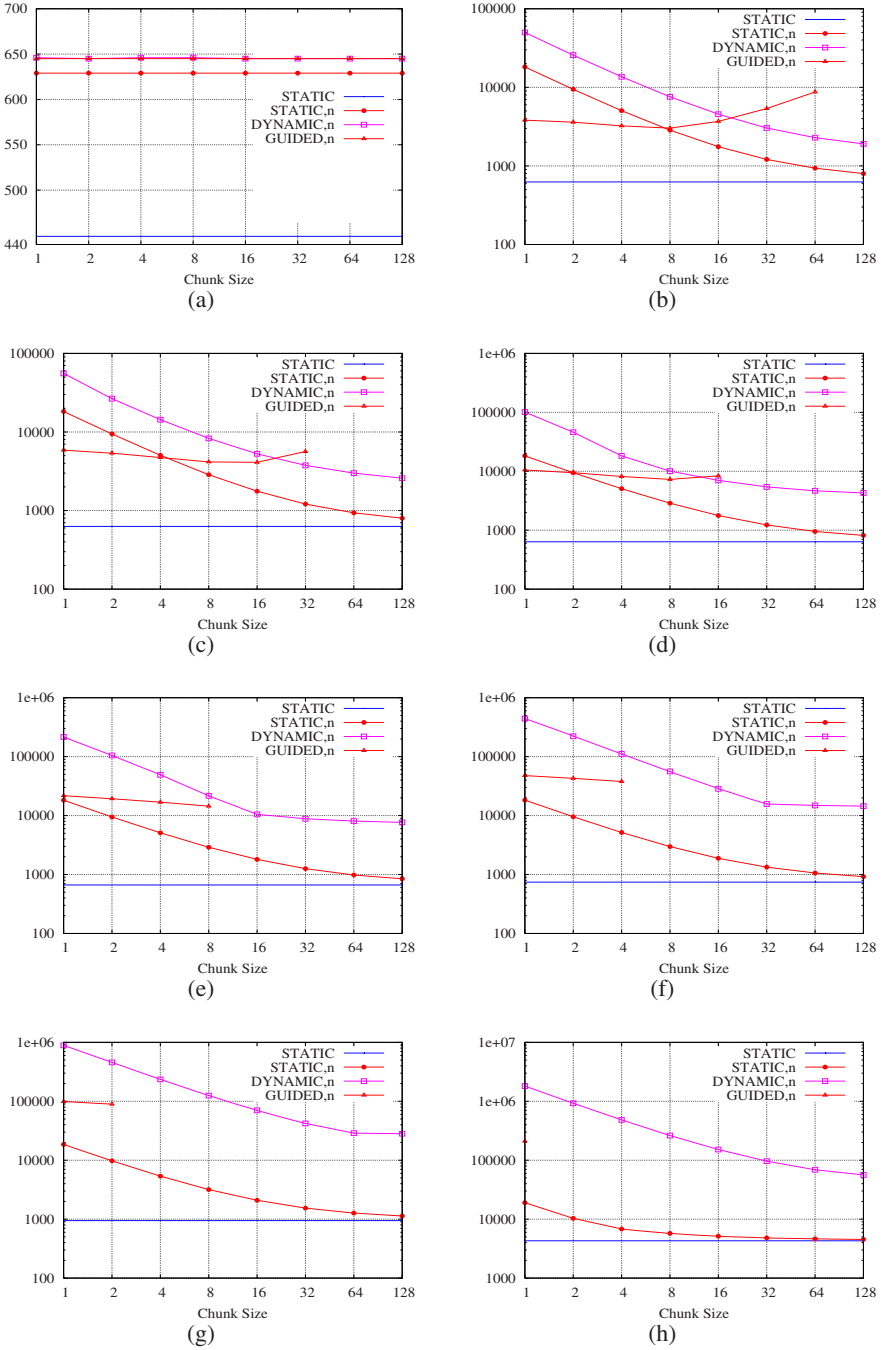 700
650
600
550
500
440
STATIC
STATIC,n
DYNAMIC,n
GUIDED,n
1 2 4 8 16 32 64 128
Chunk Size
(a)
100000
10000
1000
100
STATIC
STATIC,n
DYNAMIC,n
GUIDED,n
1 2 4 8 16 32 64 128
Chunk Size
(b)
100000
10000
1000
100
STATIC
STATIC,n
DYNAMIC,n
GUIDED,n
1 2 4 8 16 32 64 128
Chunk Size
(c)
1e+06
100000
10000
1000
100
STATIC
STATIC,n
DYNAMIC,n
GUIDED,n
1 2 4 8 16 32 64 128
Chunk Size
(d)
1e+06
100000
10000
1000
100
STATIC
STATIC,n
DYNAMIC,n
GUIDED,n
1 2 4 8 16 32 64 128
Chunk Size
(e)
1e+06
100000
10000
1000
100
STATIC
STATIC,n
DYNAMIC,n
GUIDED,n
1 2 4 8 16 32 64 128
Chunk Size
(f)
1e+06
100000
10000
1000
100
STATIC
STATIC,n
DYNAMIC,n
GUIDED,n
1 2 4 8 16 32 64 128
Chunk Size
(g)
1e+07
1e+06
100000
10000
1000
STATIC
STATIC,n
DYNAMIC,n
GUIDED,n
1 2 4 8 16 32 64 128
Chunk Size
(h)